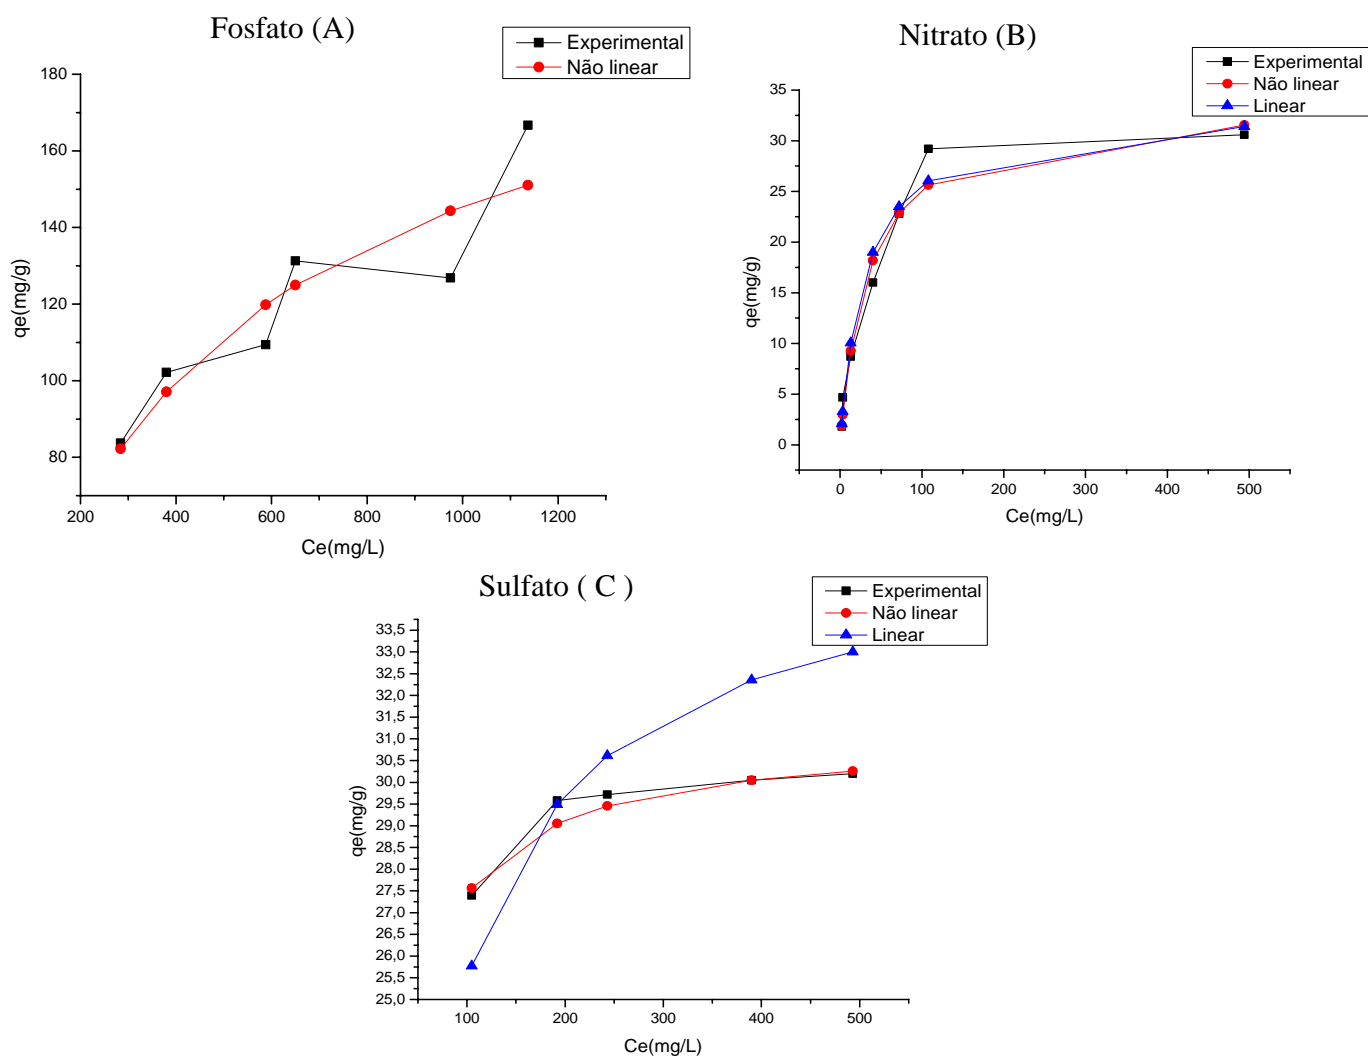 Fosfato (A)
Experimental
Não linear
180
160
140
120
100
80
qe(mg/g)
200 400 600 800 1000 1200
Ce(mg/L)
Nitrato (B)
Experimental
Não linear
Linear
35
30
25
20
15
10
5
0
qe(mg/g)
0 100 200 300 400 500
Ce(mg/L)
Sulfato ( C )
Experimental
Não linear
Linear
33,5
33,0
32,5
32,0
31,5
31,0
30,5
30,0
29,5
29,0
28,5
28,0
27,5
27,0
26,5
26,0
25,5
25,0
qe(mg/g)
100 200 300 400 500
Ce(mg/L)